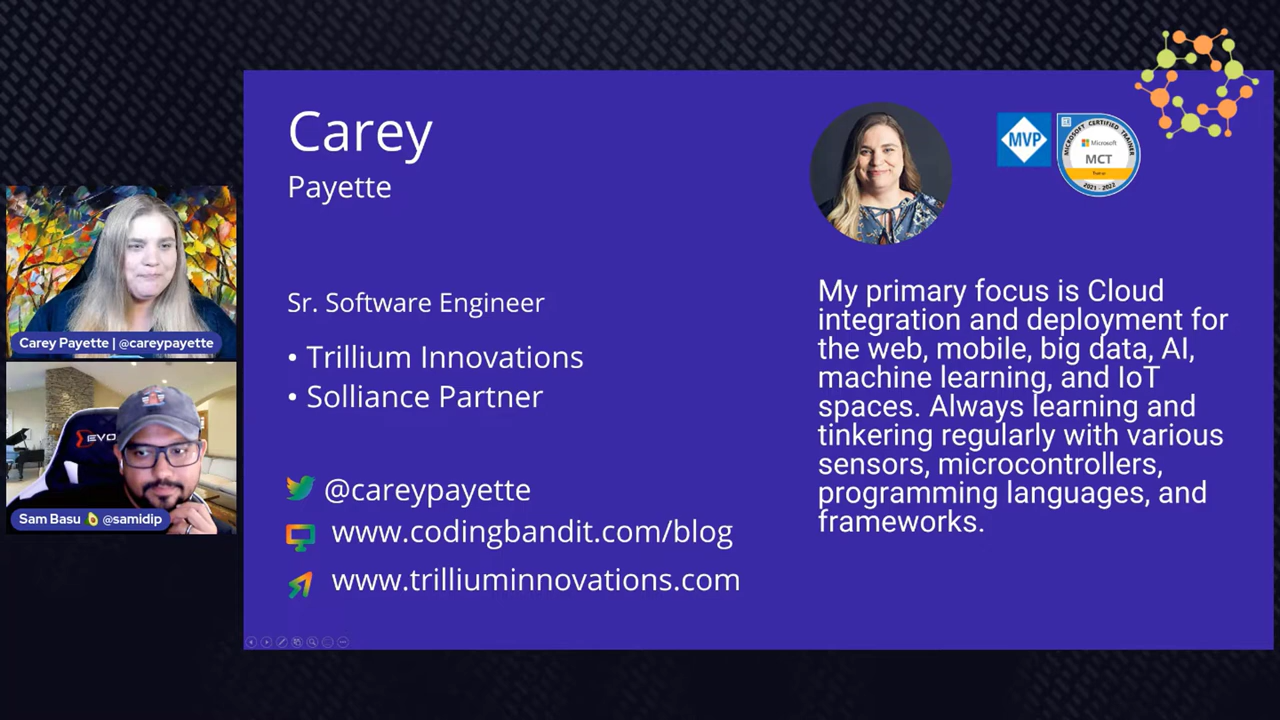 Carey
Payette
Sr. Software Engineer
• Trillium Innovations
• Solliance Partner
@careypayette
www.codingbandit.com/blog
www.trilliuminnovations.com
MVP
MICROSOFT CERTIFIED TRAINER
Microsoft
MCT
2021 - 2022
My primary focus is Cloud
integration and deployment for
the web, mobile, big data, AI,
machine learning, and IoT
spaces. Always learning and
tinkering regularly with various
sensors, microcontrollers,
programming languages, and
frameworks.
Carey Payette | @careypayette
EVO
Sam Basu 🥑 @samidip